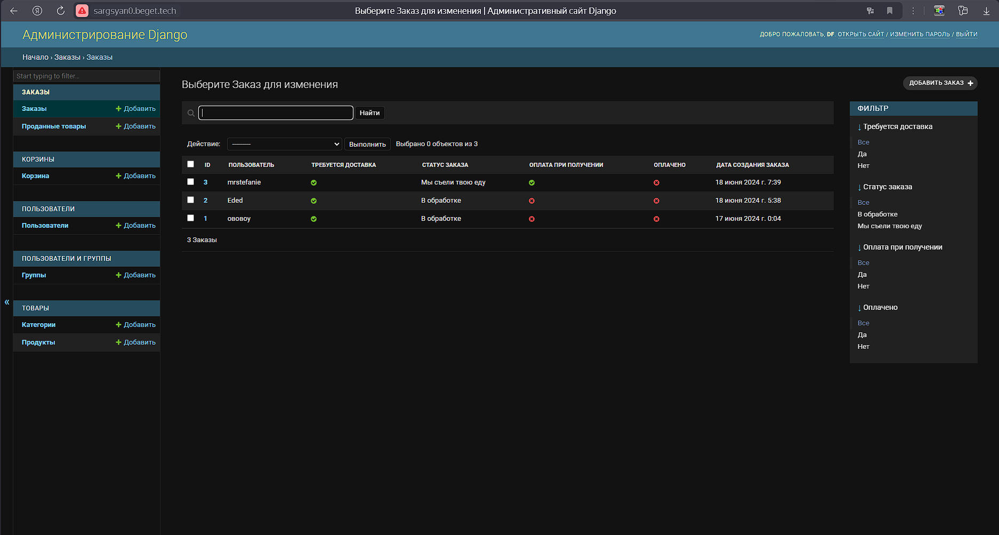 sargsyan0.beget.tech
Выберите Заказ для изменения | Административный сайт Django
Администрирование Django
ДОБРО ПОЖАЛОВАТЬ, DF. ОТКРЫТЬ САЙТ / ИЗМЕНИТЬ ПАРОЛЬ / ВЫЙТИ
Начало › Заказы › Заказы
Start typing to filter...
ЗАКАЗЫ
Заказы + Добавить
Проданные товары + Добавить
КОРЗИНЫ
Корзина + Добавить
ПОЛЬЗОВАТЕЛИ
Пользователи + Добавить
ПОЛЬЗОВАТЕЛИ И ГРУППЫ
Группы + Добавить
«
ТОВАРЫ
Категории + Добавить
Продукты + Добавить
Выберите Заказ для изменения
ДОБАВИТЬ ЗАКАЗ +
Найти
Действие: --------- Выполнить Выбрано 0 объектов из 3
ID ПОЛЬЗОВАТЕЛЬ ТРЕБУЕТСЯ ДОСТАВКА СТАТУС ЗАКАЗА ОПЛАТА ПРИ ПОЛУЧЕНИИ ОПЛАЧЕНО ДАТА СОЗДАНИЯ ЗАКАЗА
3 mrstefanie Мы съели твою еду 18 июня 2024 г. 7:39
2 Eded В обработке 18 июня 2024 г. 5:38
1 ововоу В обработке 17 июня 2024 г. 0:04
3 Заказы
ФИЛЬТР
↓ Требуется доставка
Все
Да
Нет
↓ Статус заказа
Все
В обработке
Мы съели твою еду
↓ Оплата при получении
Все
Да
Нет
↓ Оплачено
Все
Да
Нет